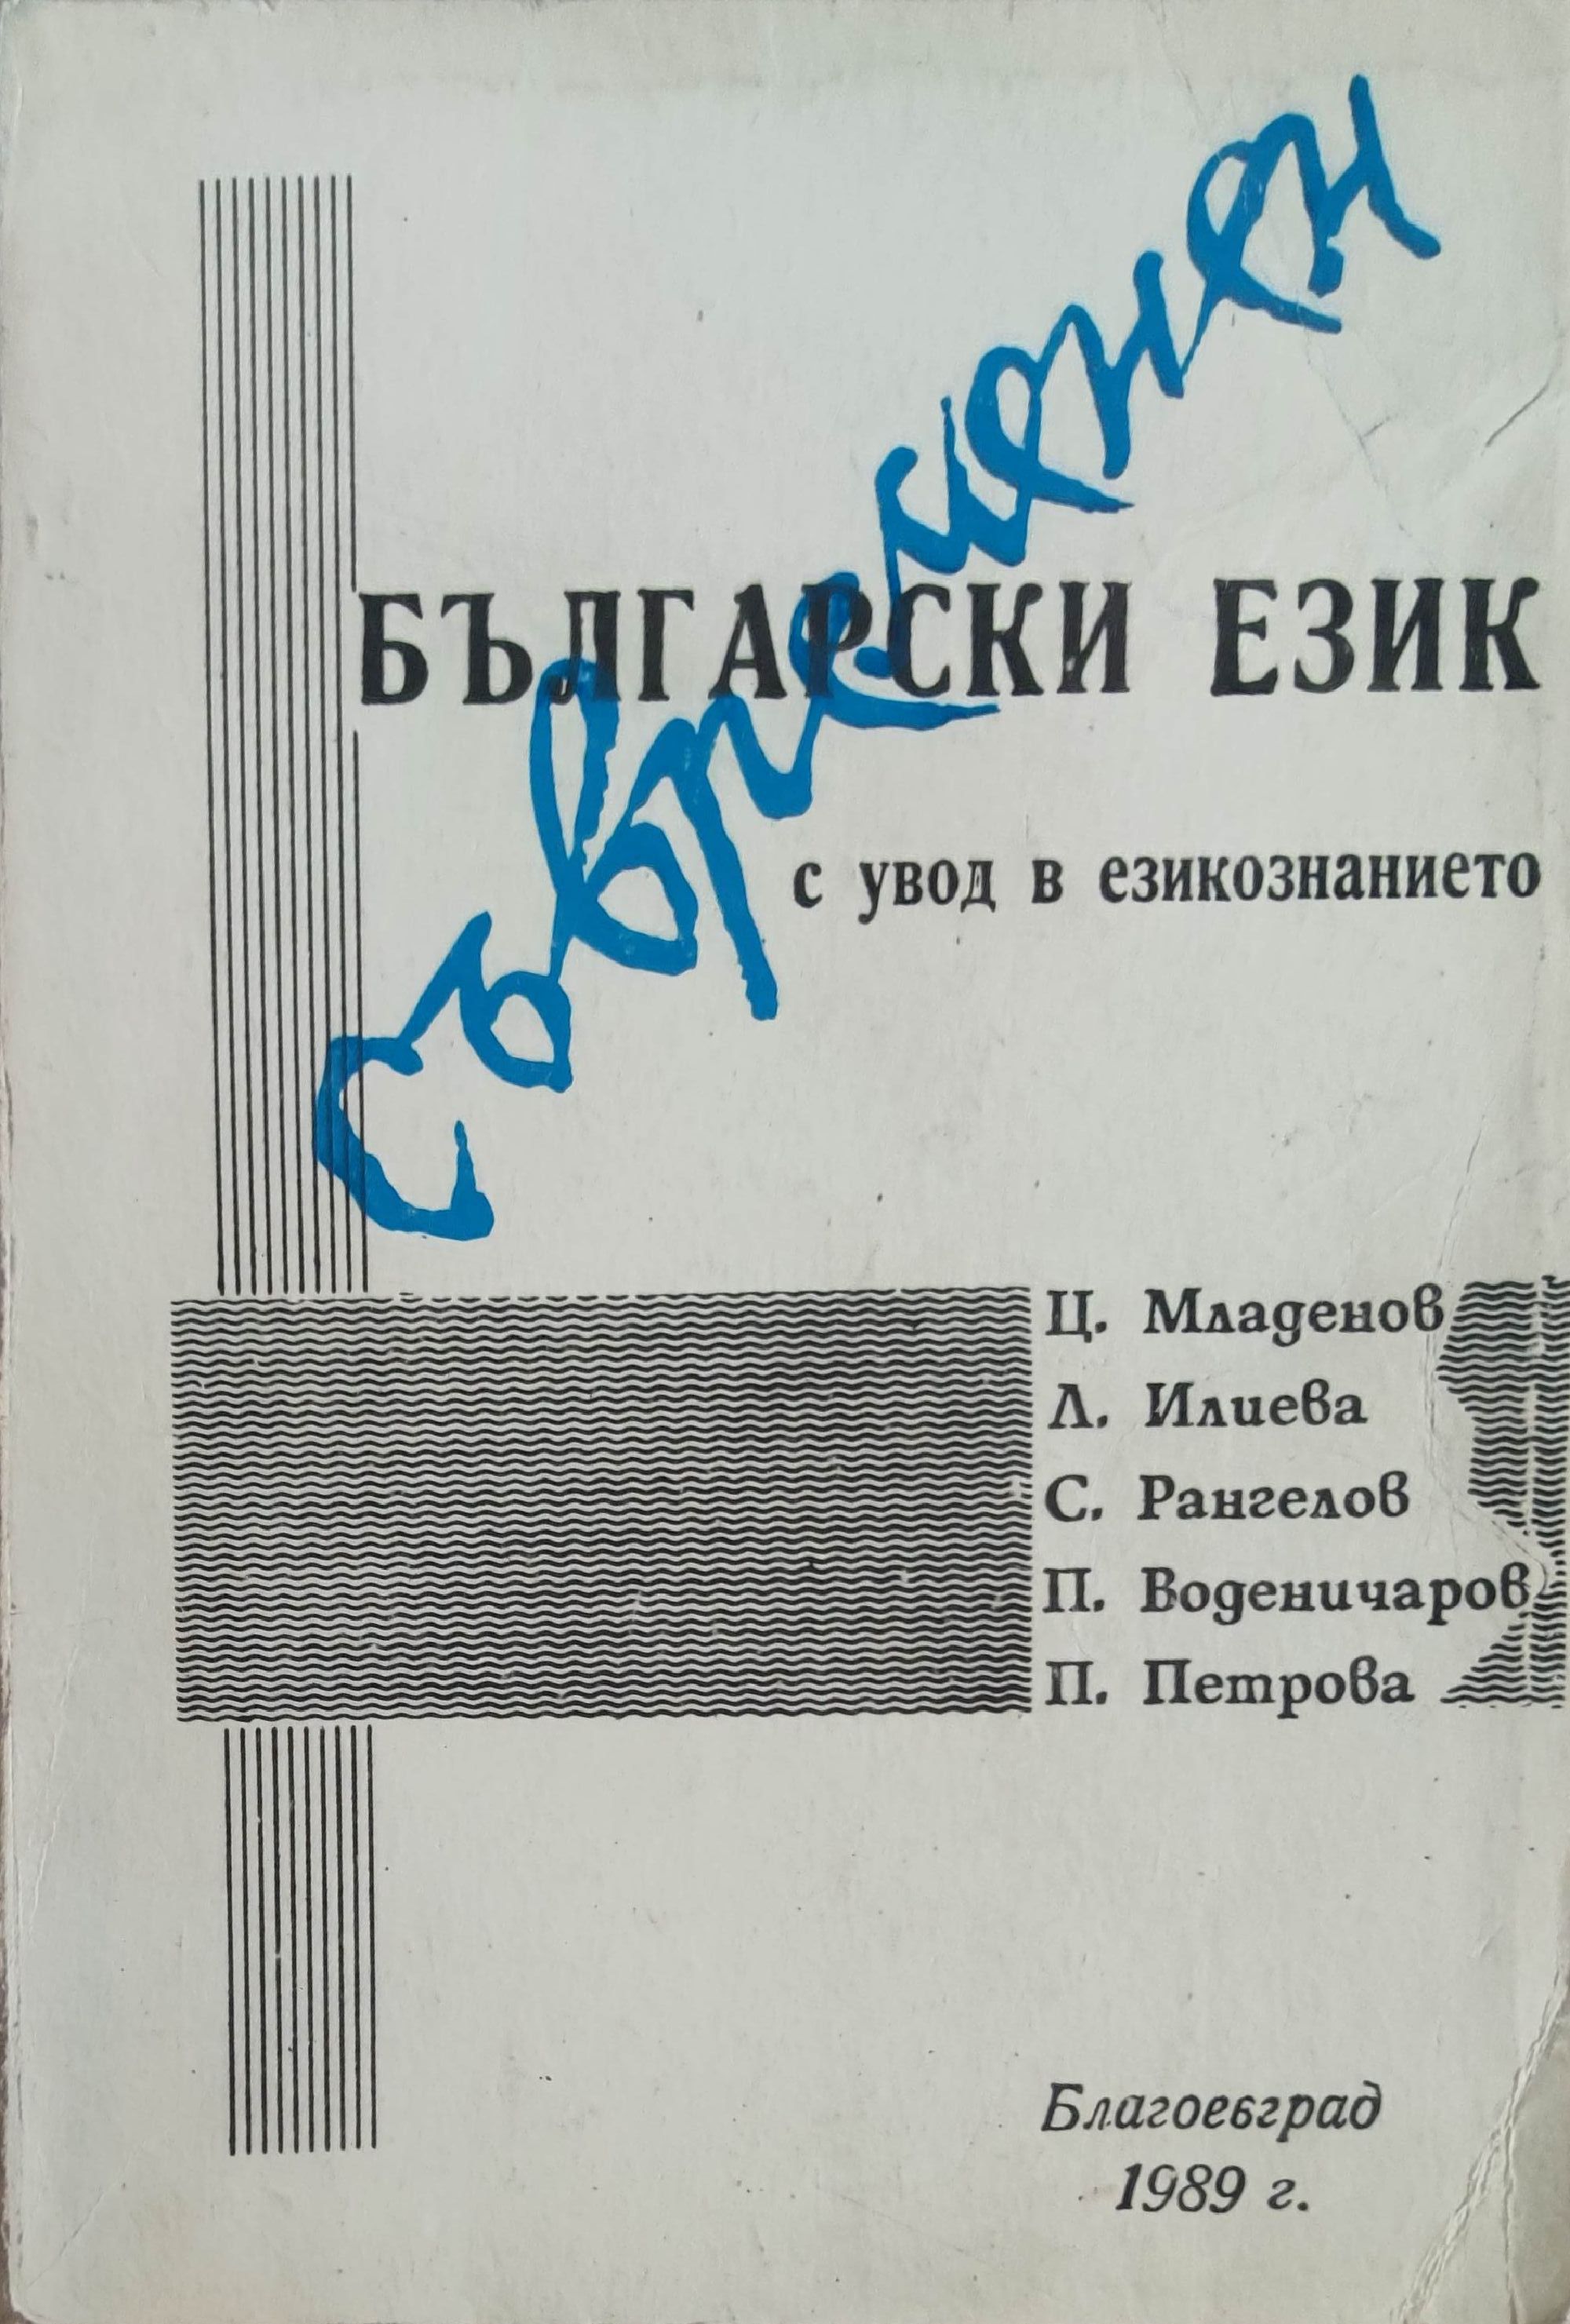 съвременен
БЪЛГАРСКИ ЕЗИК
с увод в езикознанието
Ц. Младенов
Л. Илиева
С. Рангелов
П. Воденичаров
П. Петрова
Благоевград
1989 г.